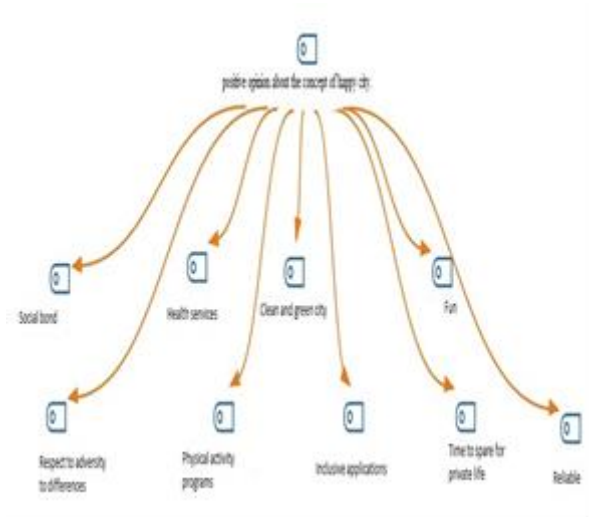 positive opinion about the concept of happy city
Social bond
Health services
Clean and green city
Fun
Respect to adversity
to differences
Physical activity
programs
Inclusive applications
Time to spare for
private life
Reliable